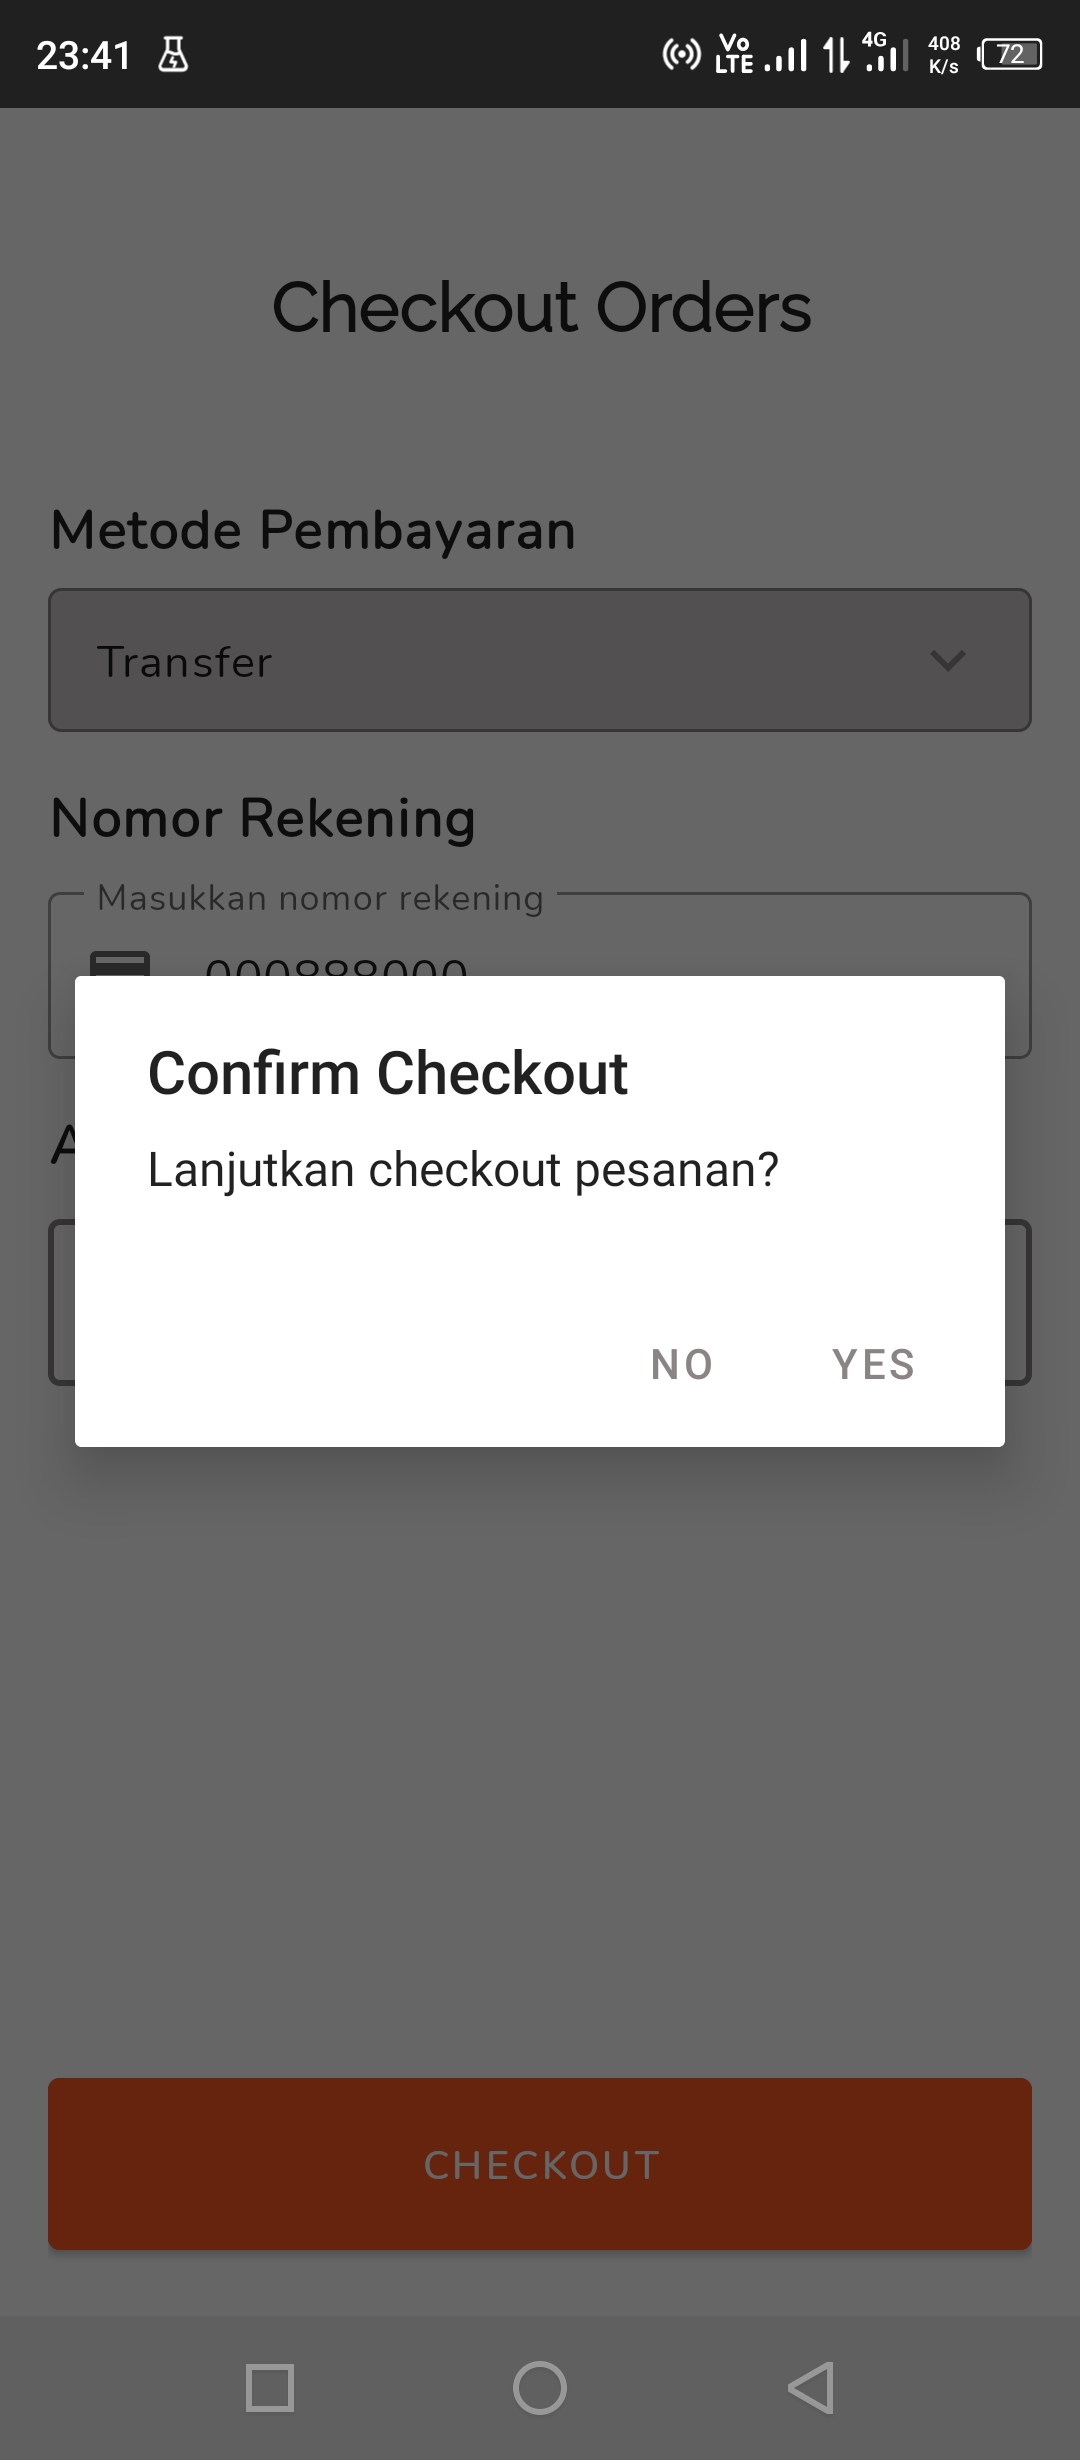 23:41
Vo LTE
4G
408 K/s
72
Checkout Orders
Metode Pembayaran
Transfer
Nomor Rekening
Masukkan nomor rekening
000888000
A
Confirm Checkout
Lanjutkan checkout pesanan?
NO YES
CHECKOUT